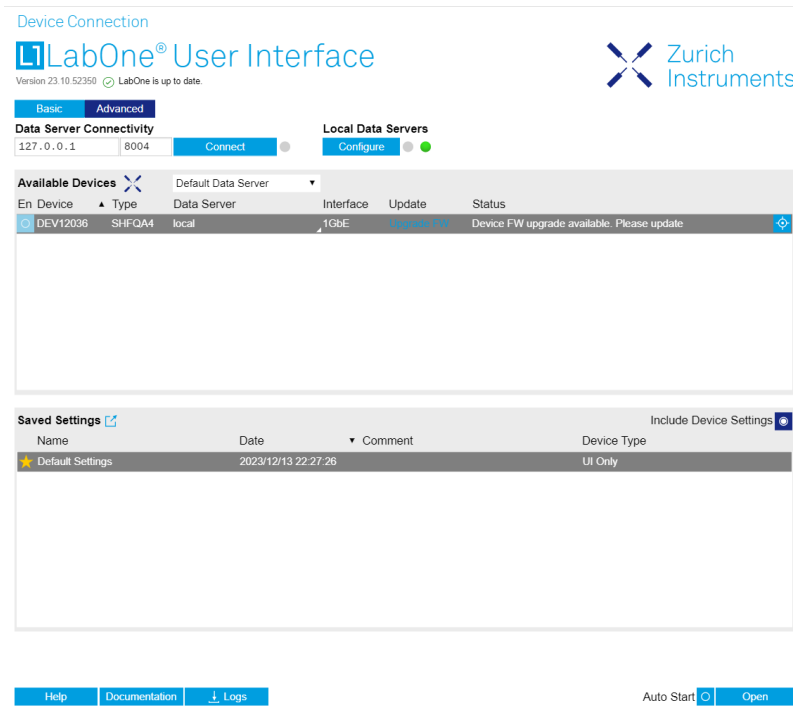 Device Connection
L1 LabOne® User Interface
Zurich Instruments
Version 23.10.52350 LabOne is up to date.
Basic Advanced
Data Server Connectivity Local Data Servers
127.0.0.1 8004 Connect Configure
Available Devices Default Data Server
En Device Type Data Server Interface Update Status
DEV12036 SHFQA4 local 1GbE Upgrade FW Device FW upgrade available. Please update
Saved Settings Include Device Settings
Name Date Comment Device Type
Default Settings 2023/12/13 22:27:26 UI Only
Help Documentation Logs Auto Start Open